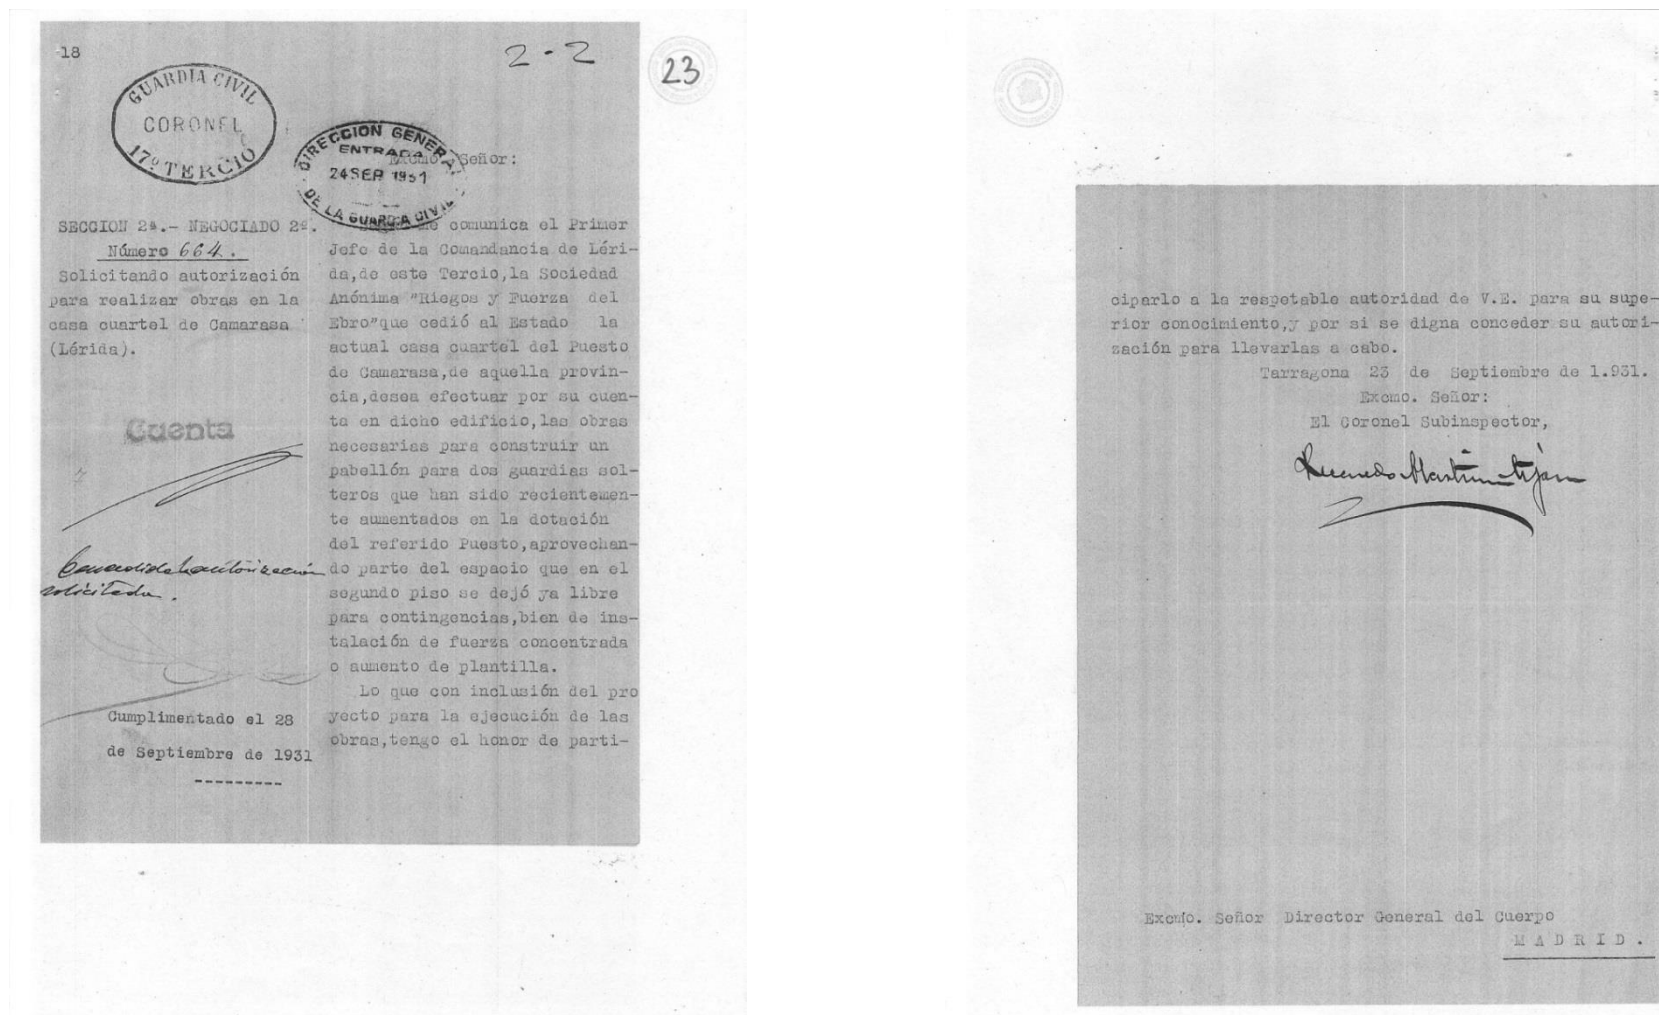 18
2-2
23
GUARDIA CIVIL
CORONEL
17º TERCIO
DIRECCION GENERAL
ENTRADA
24 SEP 1931
DE LA GUARDIA CIVIL
Excmo. Señor:
SECCION 2ª.- NEGOCIADO 2º.
Número 664.
Solicitando autorización
para realizar obras en la
casa cuartel de Camarasa
(Lérida).
Cuenta
Concedida la autorización
solicitada.
Cumplimentado el 28
de Septiembre de 1931
---------
me comunica el Primer
Jefe de la Comandancia de Léri-
da,de este Tercio,la Sociedad
Anónima "Riegos y Fuerza del
Ebro"que cedió al Estado la
actual casa cuartel del Puesto
de Camarasa,de aquella provin-
cia,desea efectuar por su cuen-
ta en dicho edificio,las obras
necesarias para construir un
pabellón para dos guardias sol-
teros que han sido recientemen-
te aumentados en la dotación
del referido Puesto,aprovechan-
do parte del espacio que en el
segundo piso se dejó ya libre
para contingencias,bien de ins-
talación de fuerza concentrada
o aumento de plantilla.
Lo que con inclusión del pro
yecto para la ejecución de las
obras,tengo el honor de parti-
ciparlo a la respetable autoridad de V.E. para su supe-
rior conocimiento,y por si se digna conceder su autori-
zación para llevarlas a cabo.
Tarragona 23 de Septiembre de 1.931.
Excmo. Señor:
El Coronel Subinspector,
Excmo. Señor Director General del Cuerpo
MADRID.